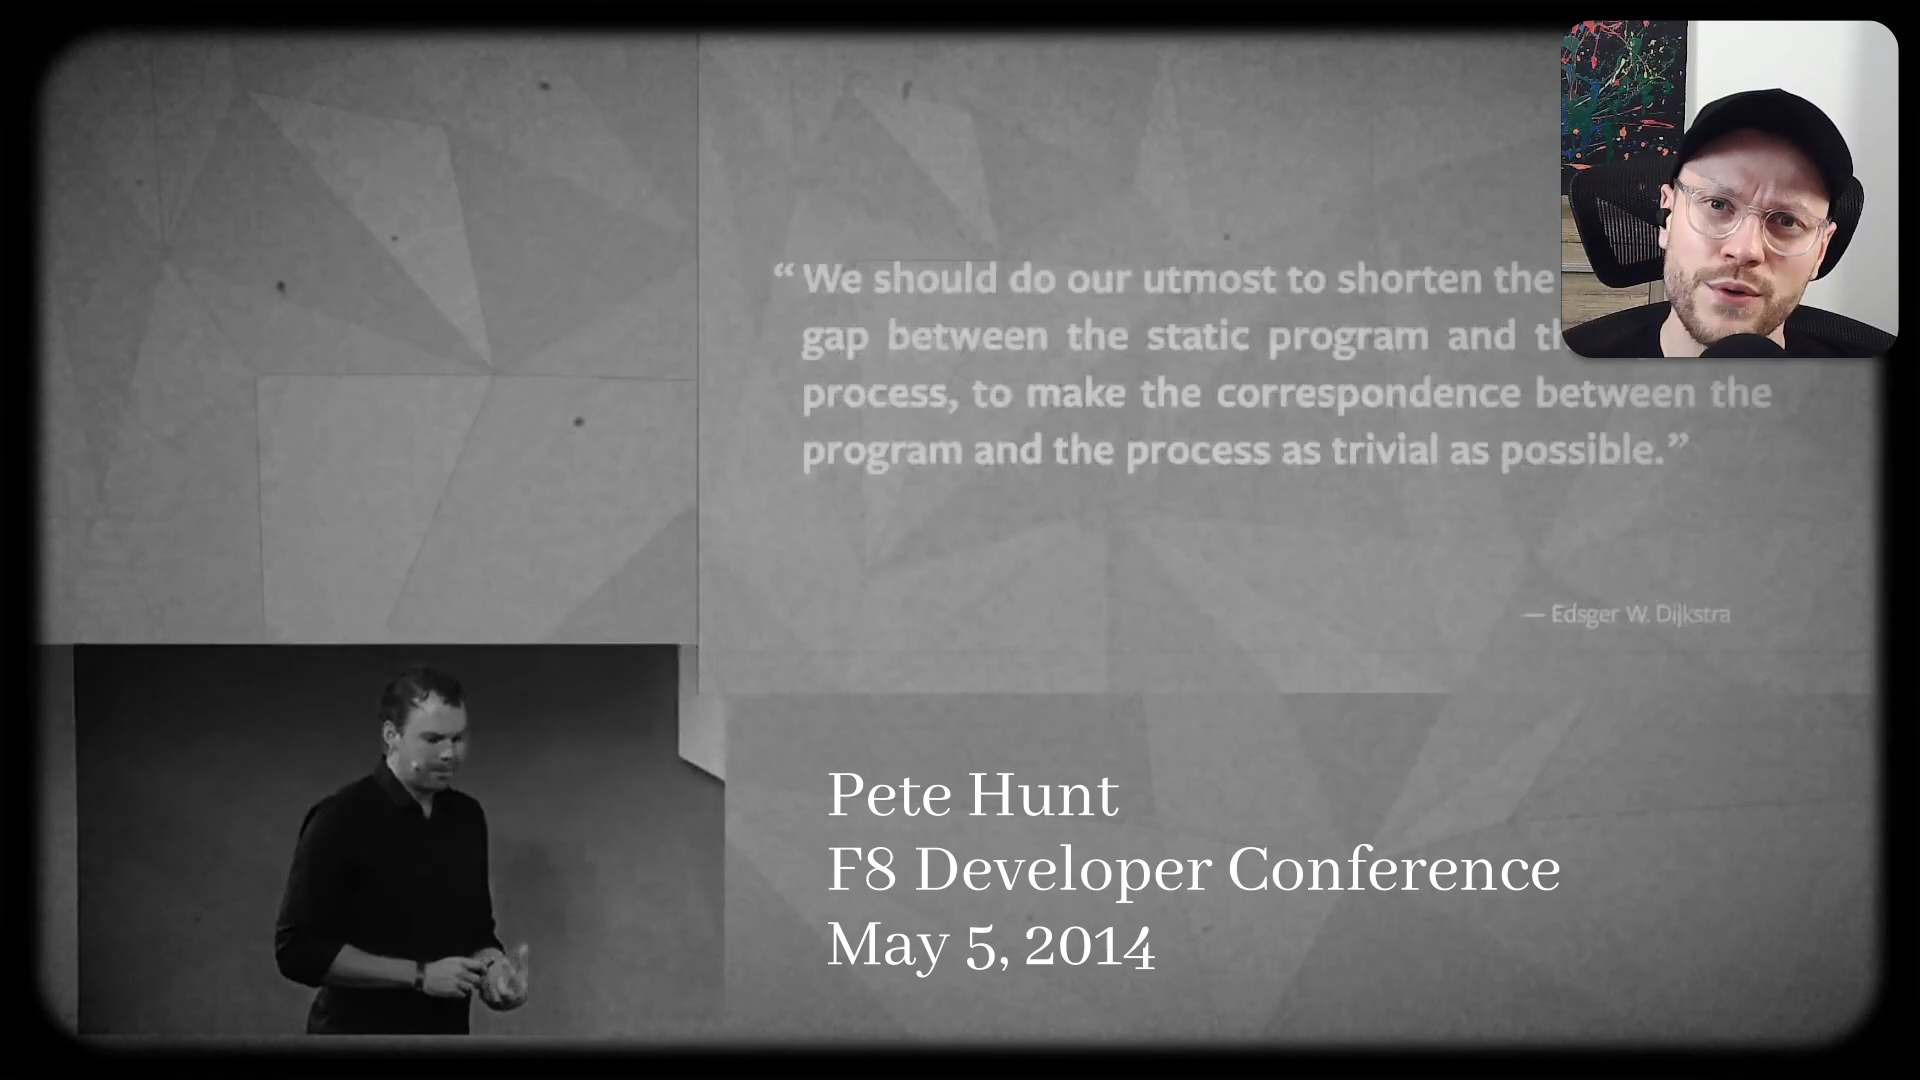 “ We should do our utmost to shorten the
gap between the static program and
process, to make the correspondence between the
program and the process as trivial as possible.”
— Edsger W. Dijkstra
Pete Hunt
F8 Developer Conference
May 5, 2014